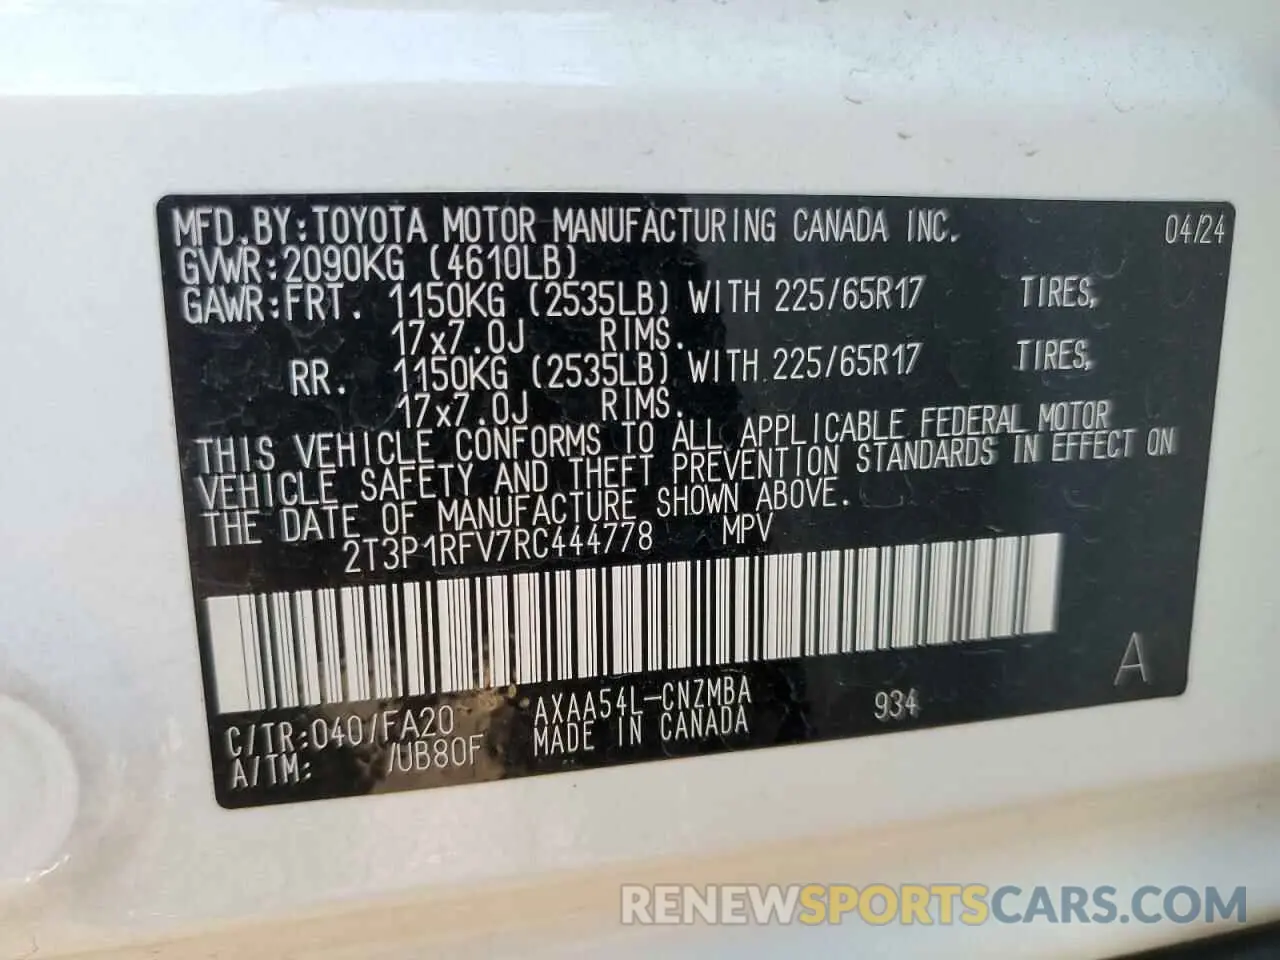 MFD.BY:TOYOTA MOTOR MANUFACTURING CANADA INC. 04/24
GVWR:2090KG (4610LB)
GAWR:FRT. 1150KG (2535LB) WITH 225/65R17 TIRES,
17x7.0J RIMS.
RR. 1150KG (2535LB) WITH 225/65R17 TIRES,
17x7.0J RIMS.
THIS VEHICLE CONFORMS TO ALL APPLICABLE FEDERAL MOTOR
VEHICLE SAFETY AND THEFT PREVENTION STANDARDS IN EFFECT ON
THE DATE OF MANUFACTURE SHOWN ABOVE.
2T3P1RFV7RC444778 MPV
A
C/TR:040/FA20 AXAA54L-CNZMBA 934
A/TM: /UB80F MADE IN CANADA
RENEWSPORTSCARS.COM